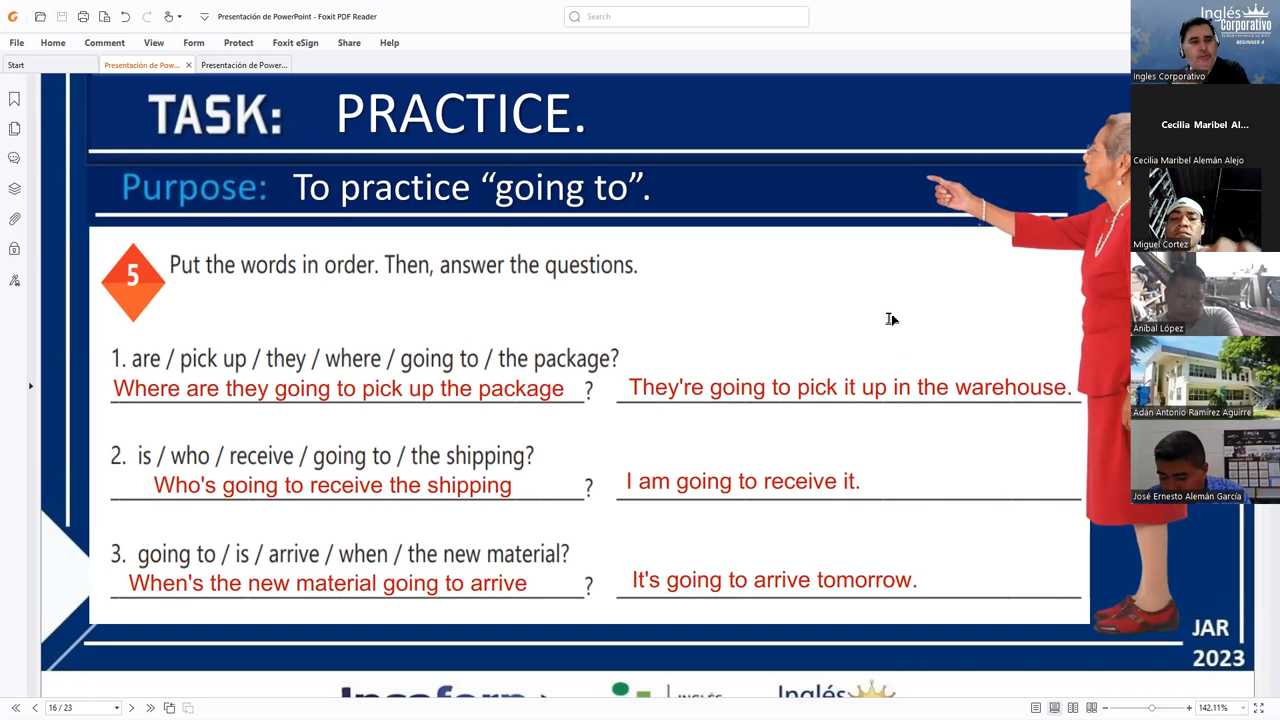 Presentación de PowerPoint - Foxit PDF Reader
Search
File Home Comment View Form Protect Foxit eSign Share Help
Start Presentación de Pow... Presentación de Power...
TASK: PRACTICE.
Purpose: To practice “going to”.
5 Put the words in order. Then, answer the questions.
1. are / pick up / they / where / going to / the package?
Where are they going to pick up the package ? They're going to pick it up in the warehouse.
2. is / who / receive / going to / the shipping?
Who's going to receive the shipping ? I am going to receive it.
3. going to / is / arrive / when / the new material?
When's the new material going to arrive ? It's going to arrive tomorrow.
JAR
2023
Inglés
Corporativo
BEGINNER 4
Ingles Corporativo
Cecilia Maribel Al...
Cecilia Maribel Alemán Alejo
Miguel Cortez
Aníbal López
Adán Antonio Ramírez Aguirre
José Ernesto Alemán García
INGLÉS
Inglés
16 / 23
142.11%